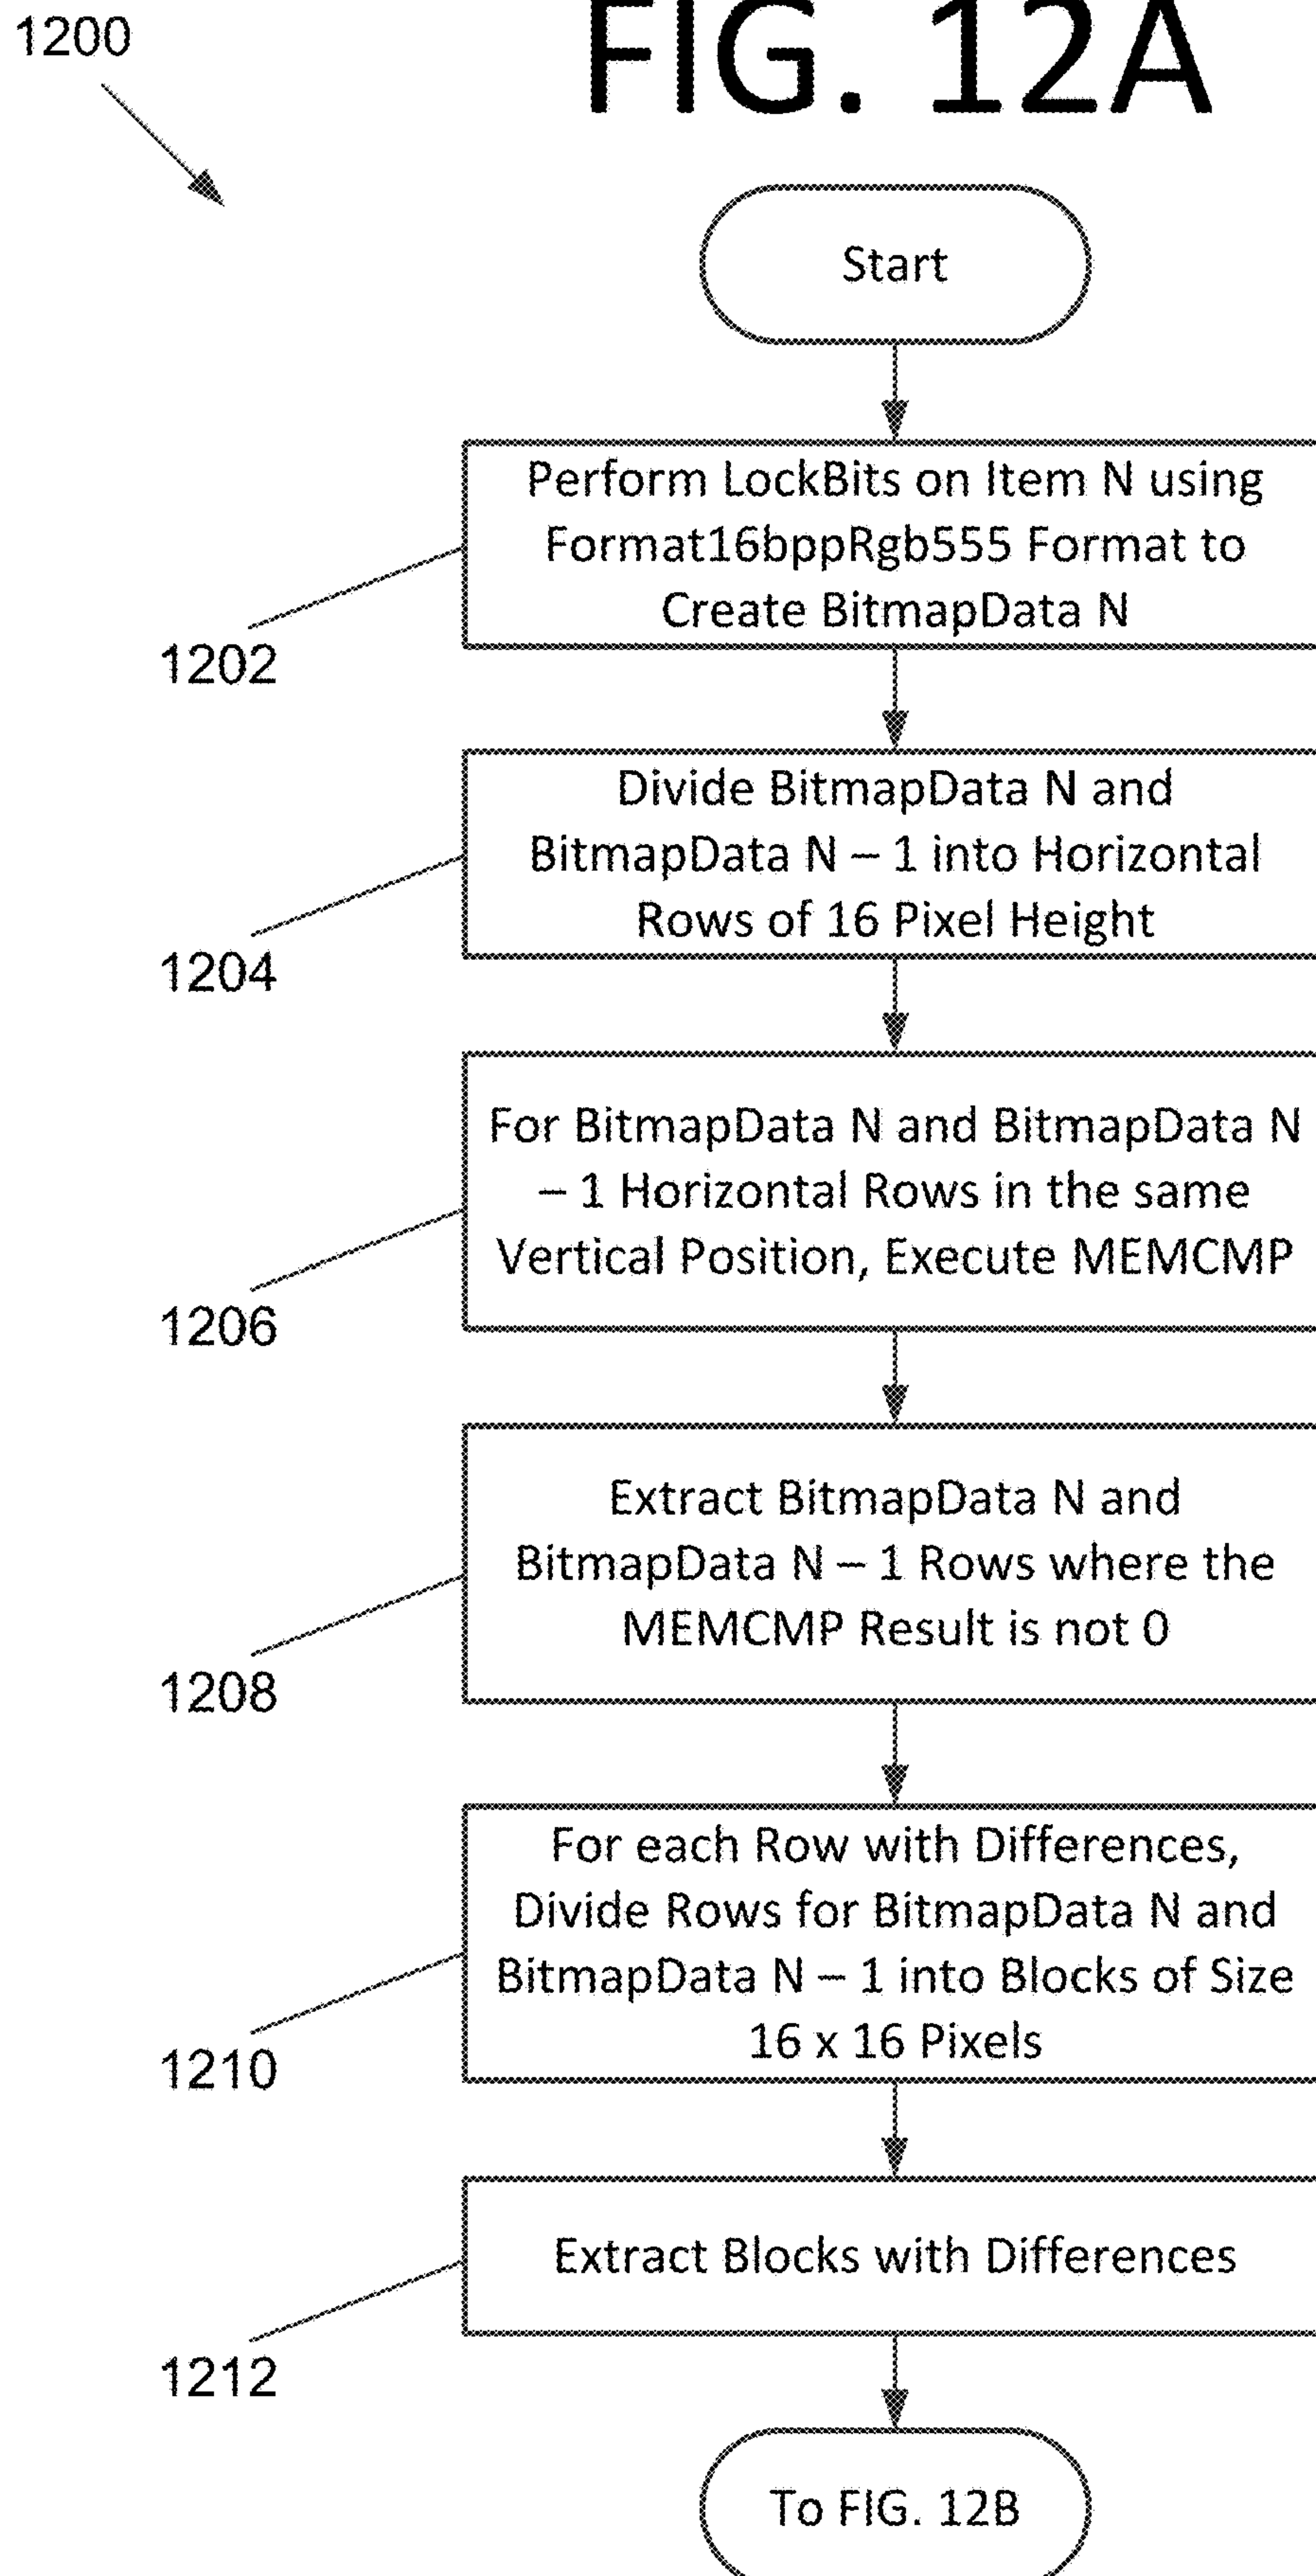 1200
FIG. 12A
Start
Perform LockBits on Item N using
Format16bppRgb555 Format to
Create BitmapData N
1202
Divide BitmapData N and
BitmapData N – 1 into Horizontal
Rows of 16 Pixel Height
1204
For BitmapData N and BitmapData N
– 1 Horizontal Rows in the same
Vertical Position, Execute MEMCMP
1206
Extract BitmapData N and
BitmapData N – 1 Rows where the
MEMCMP Result is not 0
1208
For each Row with Differences,
Divide Rows for BitmapData N and
BitmapData N – 1 into Blocks of Size
16 x 16 Pixels
1210
Extract Blocks with Differences
1212
To FIG. 12B